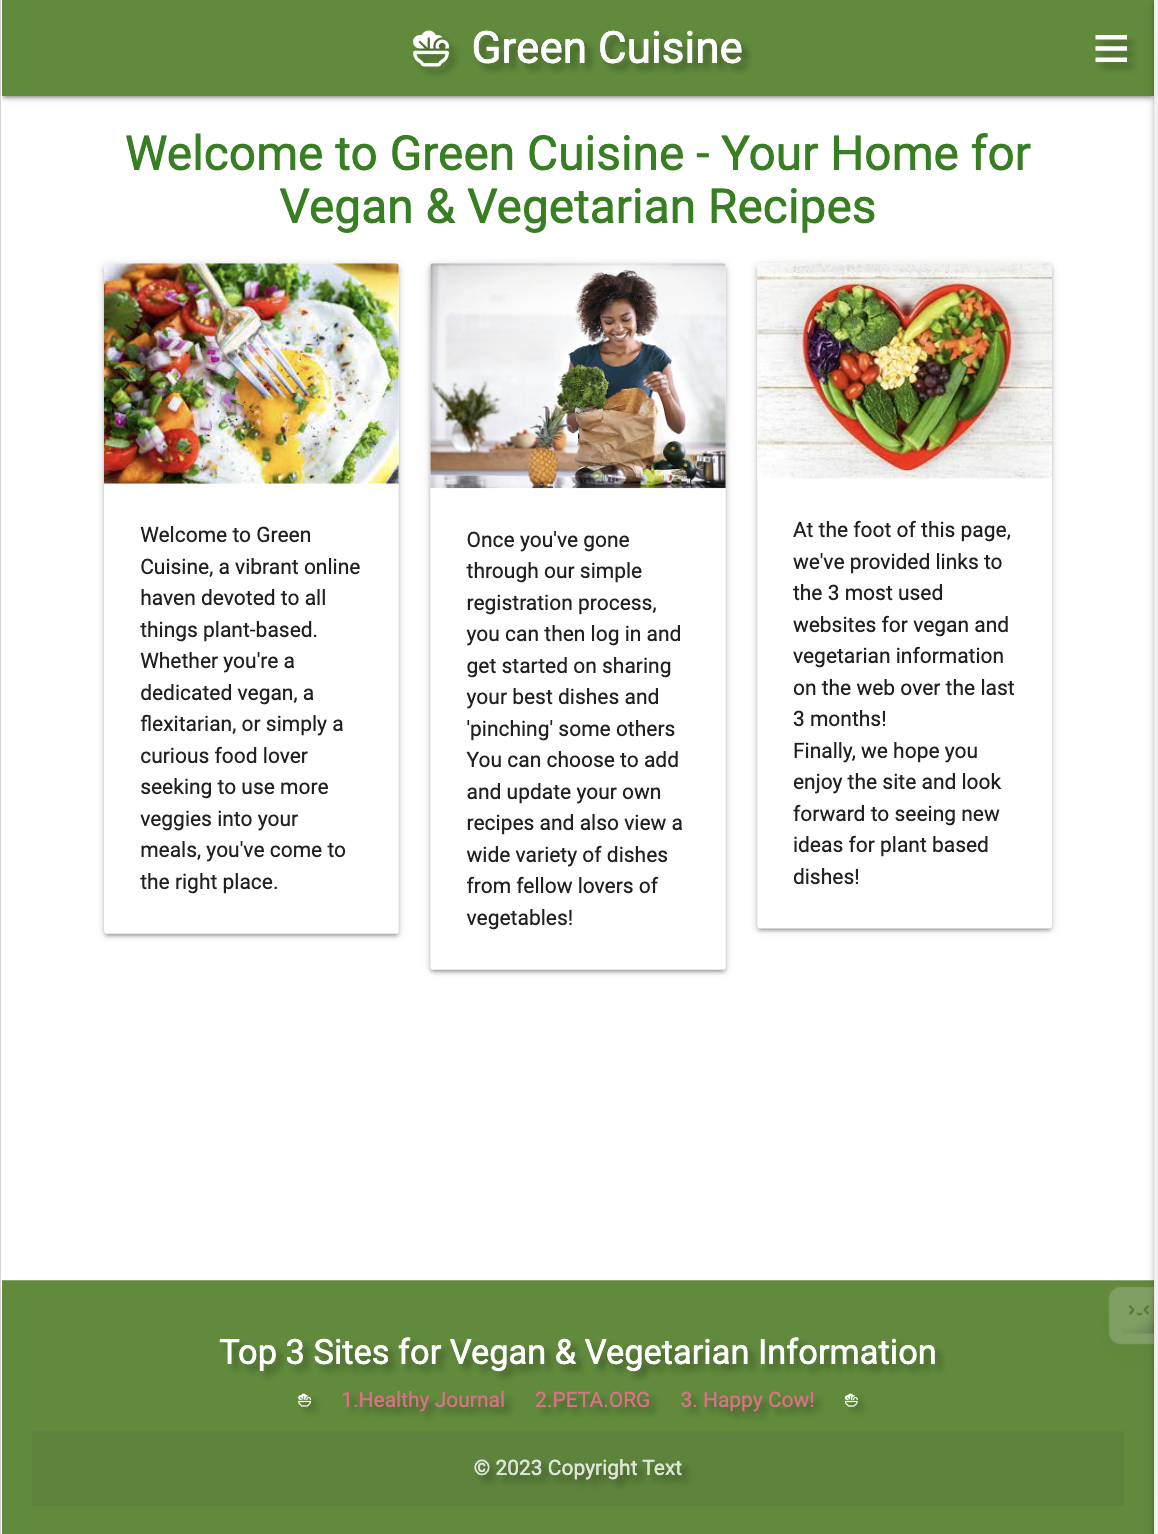 Green Cuisine
Welcome to Green Cuisine - Your Home for
Vegan & Vegetarian Recipes
Welcome to Green
Cuisine, a vibrant online
haven devoted to all
things plant-based.
Whether you're a
dedicated vegan, a
flexitarian, or simply a
curious food lover
seeking to use more
veggies into your
meals, you've come to
the right place.
Once you've gone
through our simple
registration process,
you can then log in and
get started on sharing
your best dishes and
'pinching' some others
You can choose to add
and update your own
recipes and also view a
wide variety of dishes
from fellow lovers of
vegetables!
At the foot of this page,
we've provided links to
the 3 most used
websites for vegan and
vegetarian information
on the web over the last
3 months!
Finally, we hope you
enjoy the site and look
forward to seeing new
ideas for plant based
dishes!
Top 3 Sites for Vegan & Vegetarian Information
1.Healthy Journal 2.PETA.ORG 3. Happy Cow!
© 2023 Copyright Text